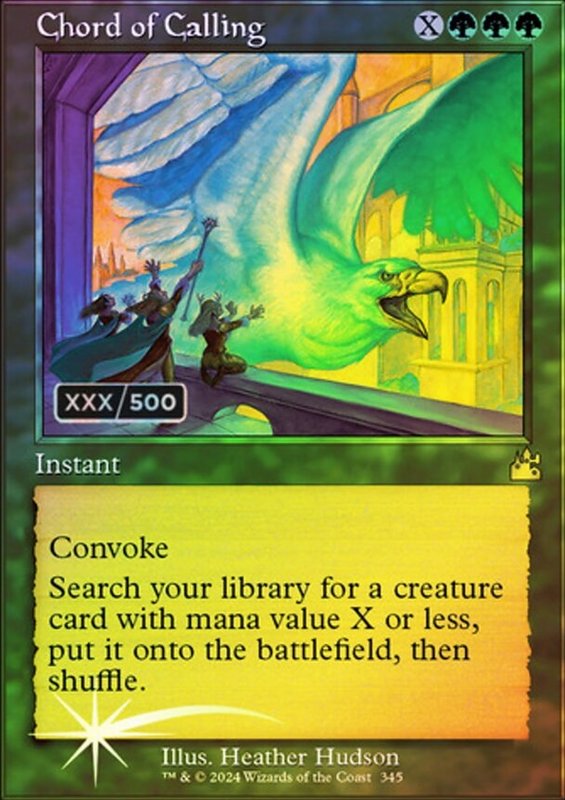 Chord of Calling X
XXX/500
Instant
Convoke
Search your library for a creature
card with mana value X or less,
put it onto the battlefield, then
shuffle.
Illus. Heather Hudson
™ & © 2024 Wizards of the Coast 345